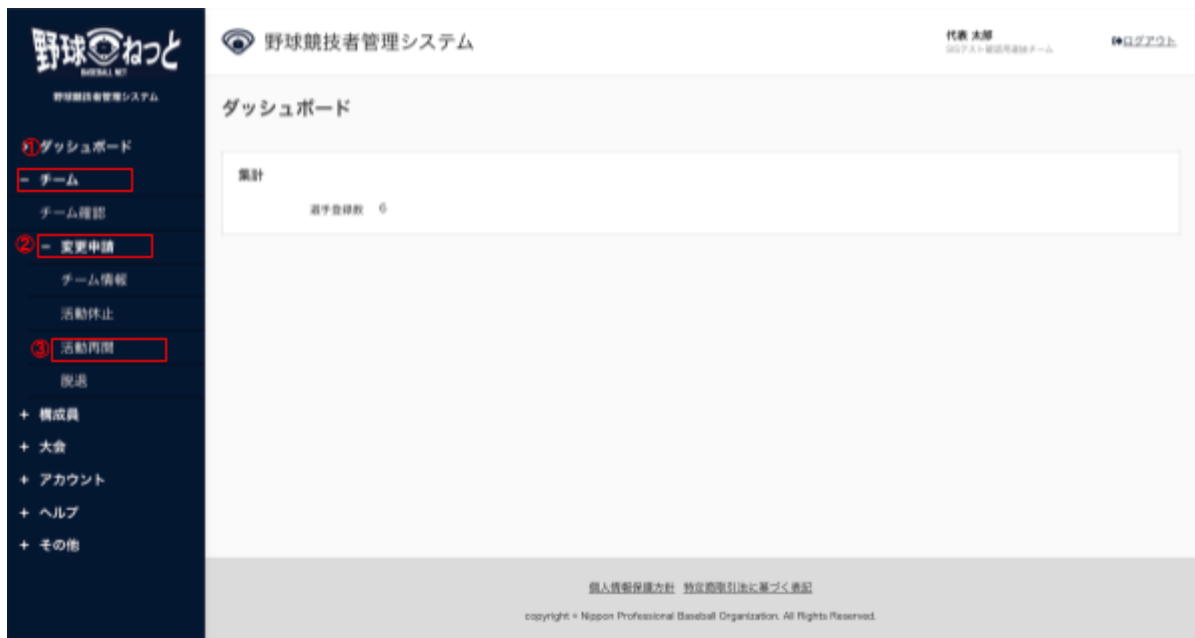 野球ねっと
BASEBALL NET
野球競技者管理システム
野球競技者管理システム
代表 太郎
ログアウト
ダッシュボード
① ダッシュボード
− チーム
チーム確認
② − 変更申請
チーム情報
活動休止
③ 活動再開
脱退
+ 構成員
+ 大会
+ アカウント
+ ヘルプ
+ その他
集計
選手登録数 6
個人情報保護方針 特定商取引法に基づく表記
copyright © Nippon Professional Baseball Organization. All Rights Reserved.